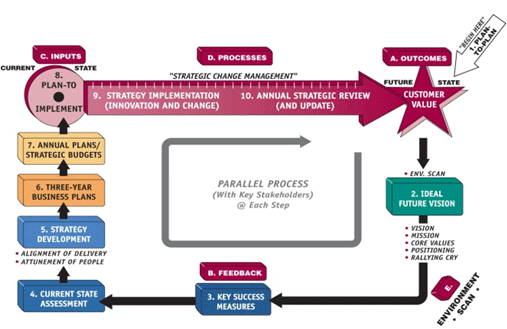 C. INPUTS
D. PROCESSES
A. OUTCOMES
"BEGIN HERE"
1. PLAN-
TO-PLAN
CURRENT
STATE
"STRATEGIC CHANGE MANAGEMENT"
FUTURE
STATE
8.
PLAN-TO
IMPLEMENT
9. STRATEGY IMPLEMENTATION
(INNOVATION AND CHANGE)
10. ANNUAL STRATEGIC REVIEW
(AND UPDATE)
CUSTOMER
VALUE
7. ANNUAL PLANS/
STRATEGIC BUDGETS
6. THREE-YEAR
BUSINESS PLANS
5. STRATEGY
DEVELOPMENT
• ALIGNMENT OF DELIVERY
• ATTUNEMENT OF PEOPLE
4. CURRENT STATE
ASSESSMENT
PARALLEL PROCESS
(With Key Stakeholders)
@ Each Step
• ENV. SCAN
2. IDEAL
FUTURE VISION
• VISION
• MISSION
• CORE VALUES
• POSITIONING
• RALLYING CRY
B. FEEDBACK
3. KEY SUCCESS
MEASURES
E.
ENVIRONMENT
• SCAN •